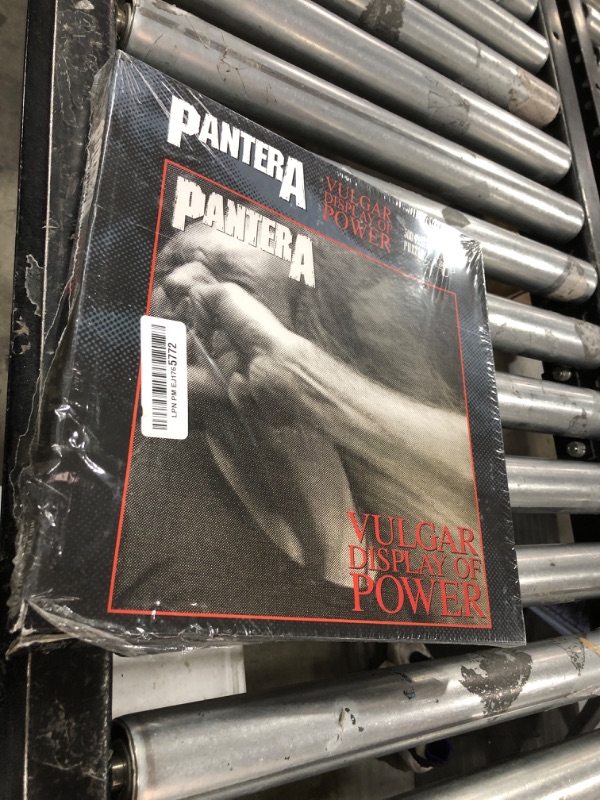 PANTERA
VULGAR
DISPLAY OF
POWER
PANTERA
5772
LPN PM EJ176
VULGAR
DISPLAY OF
POWER